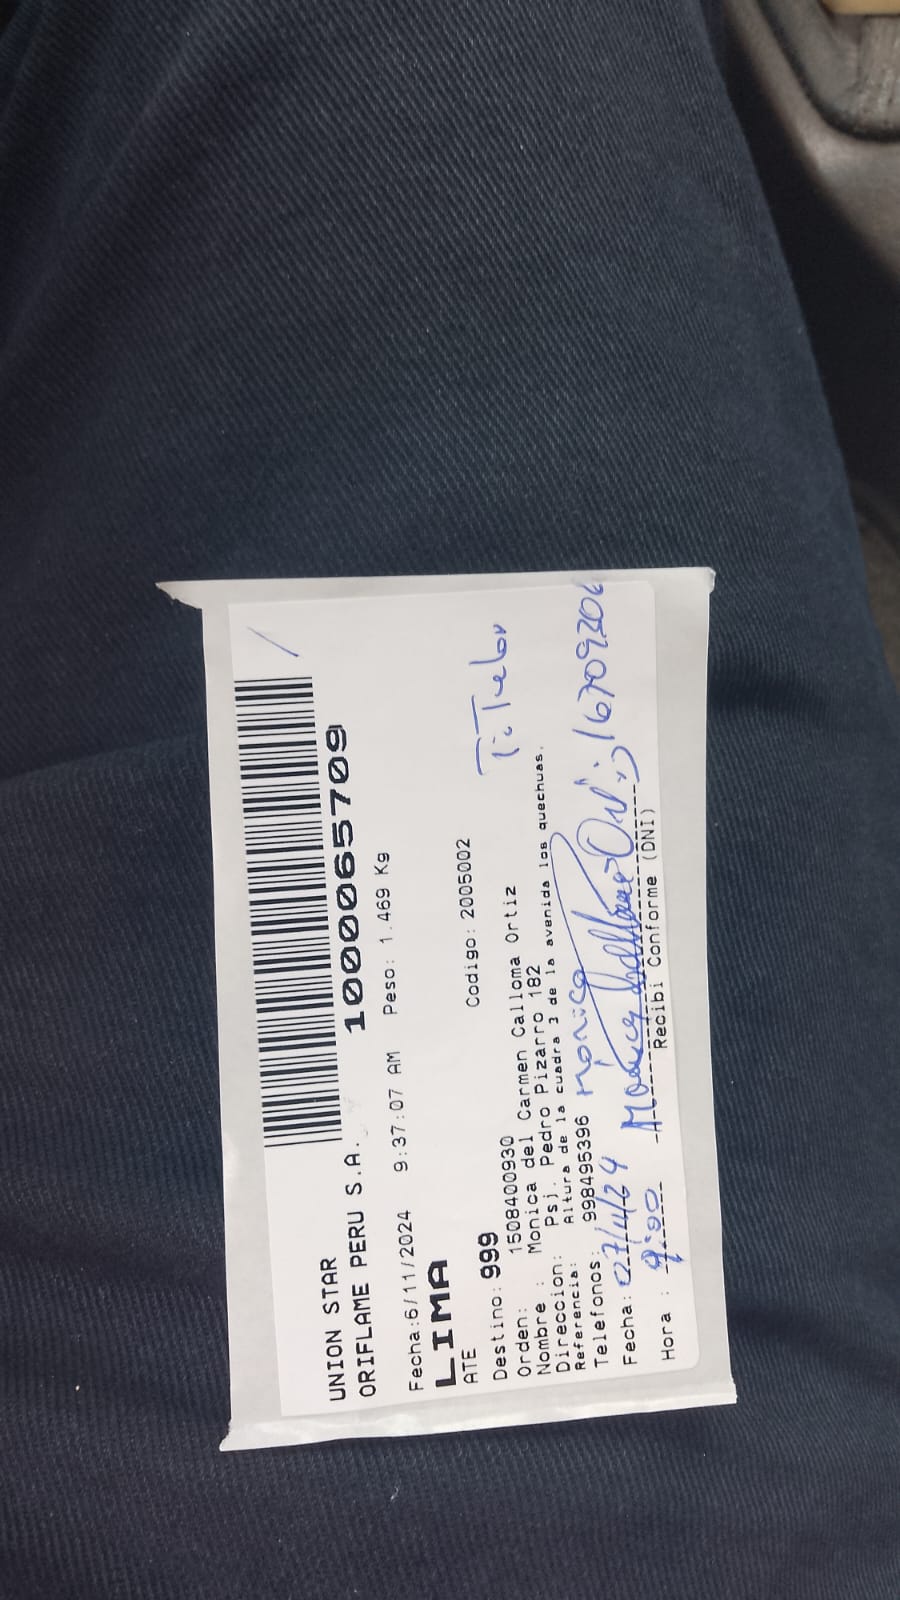 UNION STAR
ORIFLAME PERU S.A. 1000065709
Fecha:6/11/2024 9:37:07 AM Peso: 1.469 Kg
LIMA
ATE
Destino: 999 Codigo: 2005002
Titular
Orden: 1508400930
Nombre : Monica del Carmen Calloma Ortiz
Direccion: Psj. Pedro Pizarro 182
Referencia: Altura de la cuadra 3 de la avenida los quechuas.
Telefonos: 998495396 Monica
Fecha: 07/11/24 Ortiz
Hora : 9:00 Recibi Conforme (DNI)